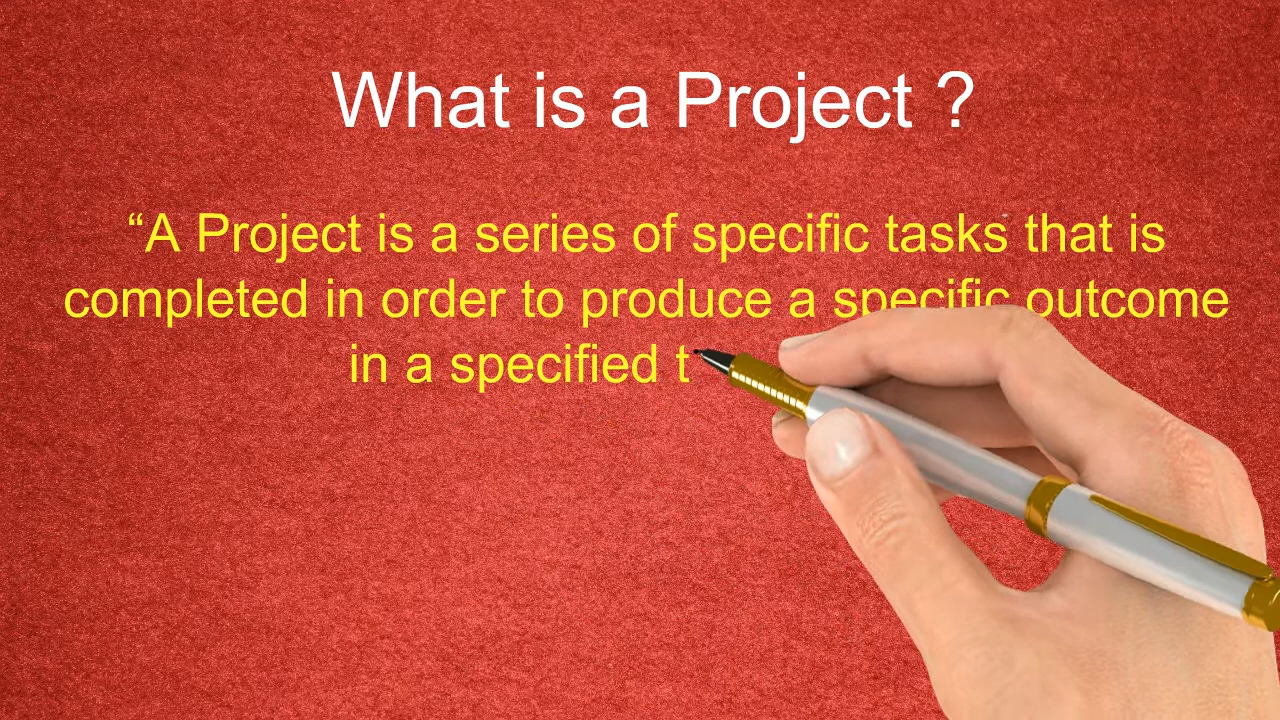 What is a Project ?
“A Project is a series of specific tasks that is
completed in order to produce a specific outcome
in a specified t